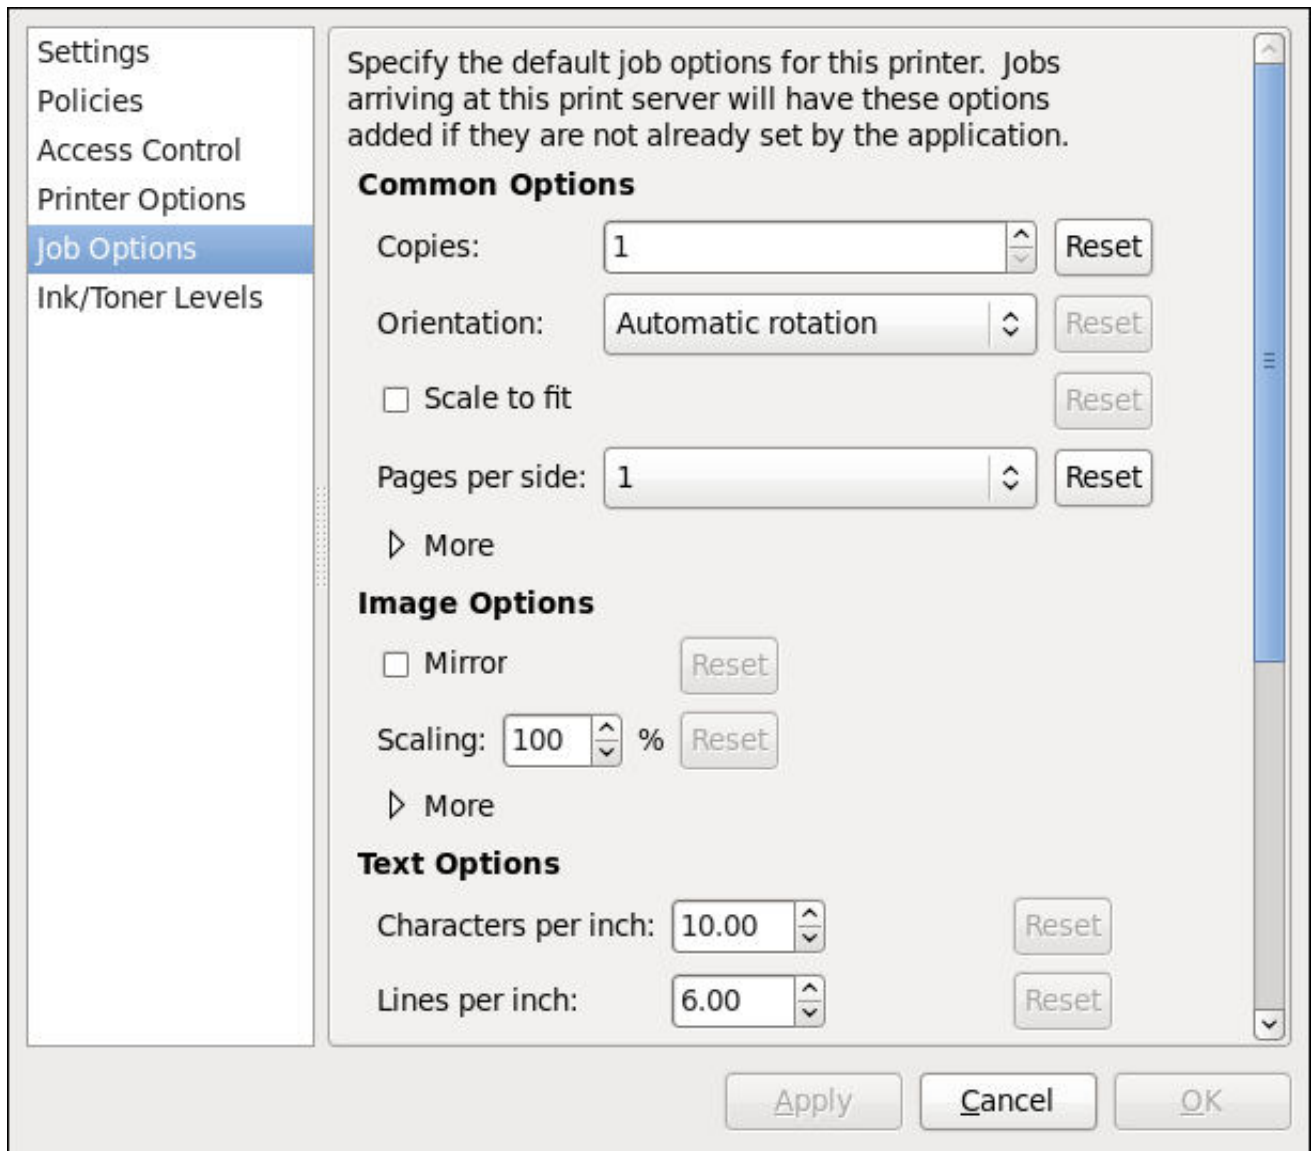 Settings
Policies
Access Control
Printer Options
Job Options
Ink/Toner Levels
Specify the default job options for this printer.  Jobs
arriving at this print server will have these options
added if they are not already set by the application.
Common Options
Copies: 1 Reset
Orientation: Automatic rotation Reset
Scale to fit Reset
Pages per side: 1 Reset
More
Image Options
Mirror Reset
Scaling: 100 % Reset
More
Text Options
Characters per inch: 10.00 Reset
Lines per inch: 6.00 Reset
Apply Cancel OK